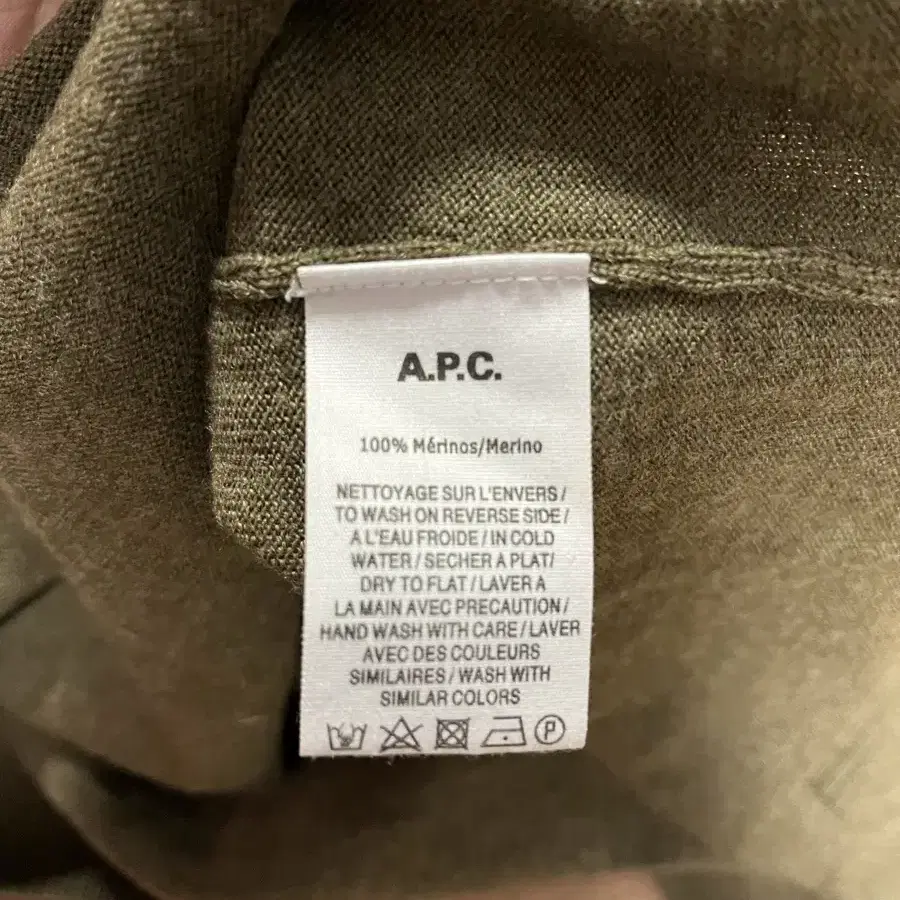 A.P.C.
100% Mérinos/Merino
NETTOYAGE SUR L'ENVERS /
TO WASH ON REVERSE SIDE /
A L'EAU FROIDE / IN COLD
WATER / SECHER A PLAT/
DRY TO FLAT / LAVER A
LA MAIN AVEC PRECAUTION /
HAND WASH WITH CARE / LAVER
AVEC DES COULEURS
SIMILAIRES / WASH WITH
SIMILAR COLORS
P